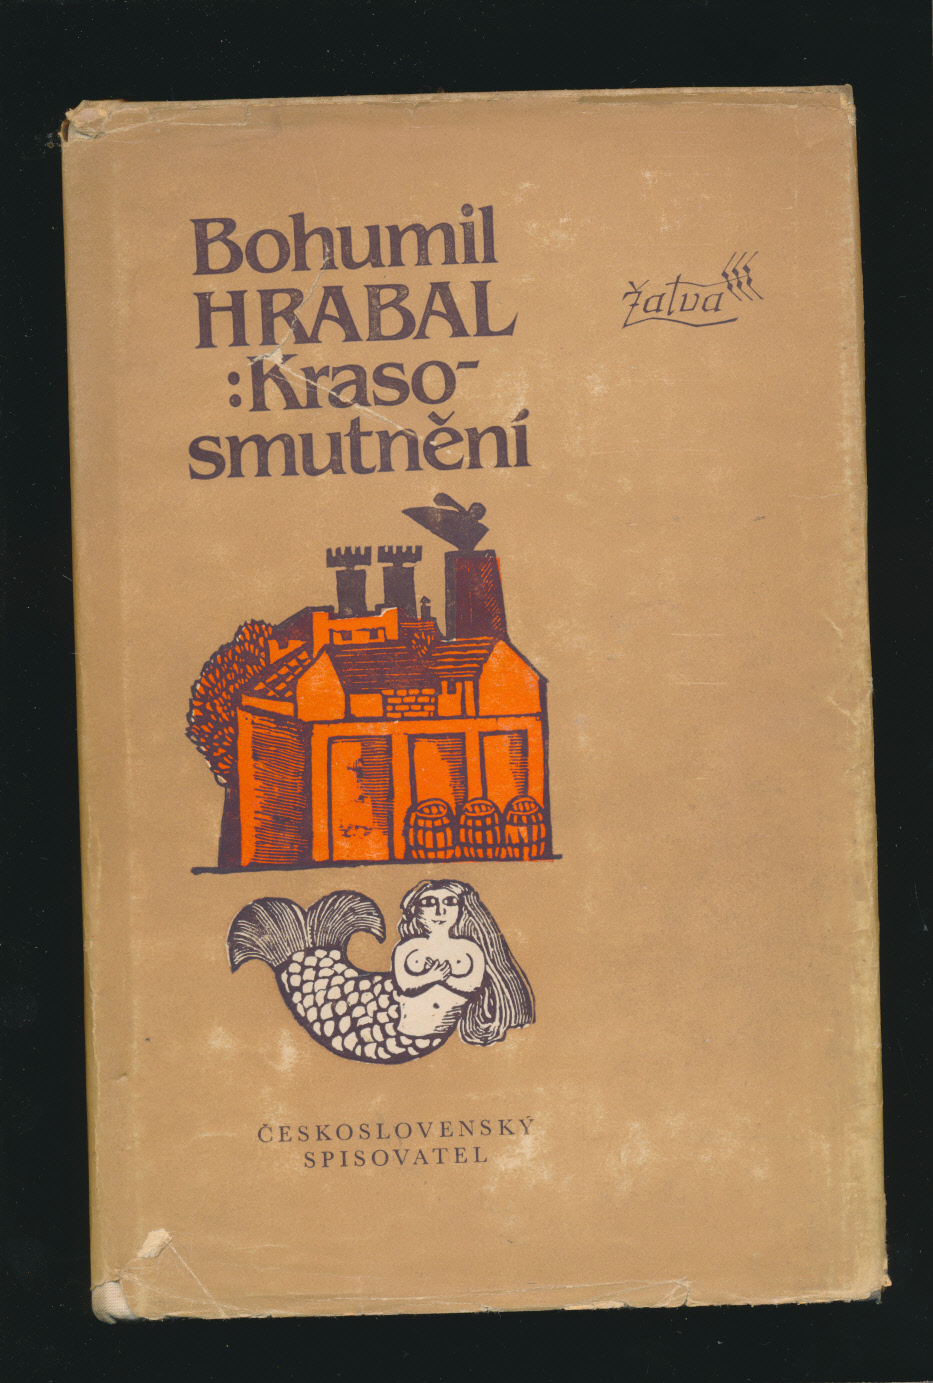 Bohumil
HRABAL
:Kraso-
smutnění
žatva
ČESKOSLOVENSKÝ
SPISOVATEL